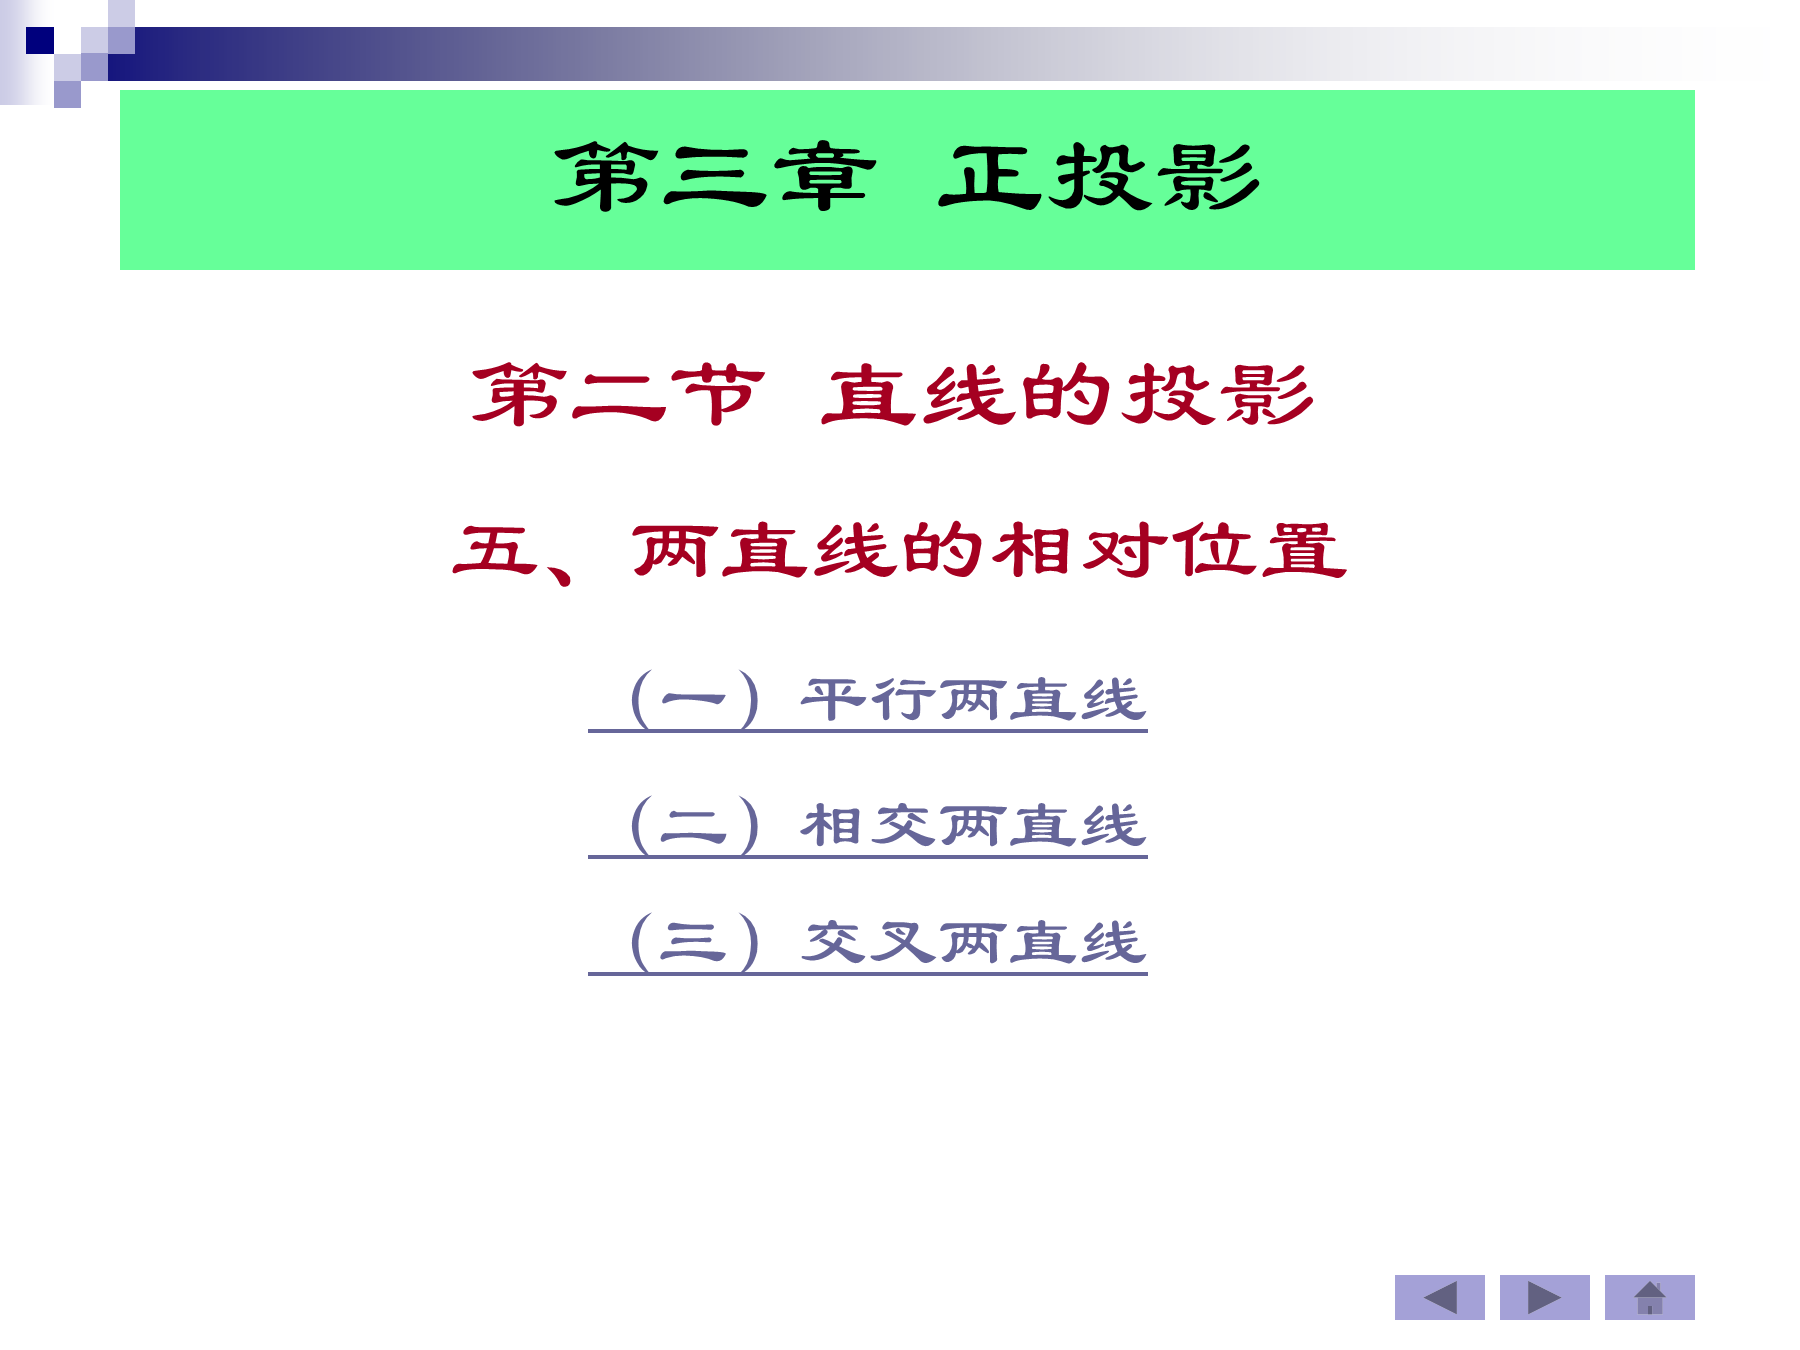 第三章 正投影
第二节 直线的投影
五、两直线的相对位置
（一）平行两直线
（二）相交两直线
（三）交叉两直线